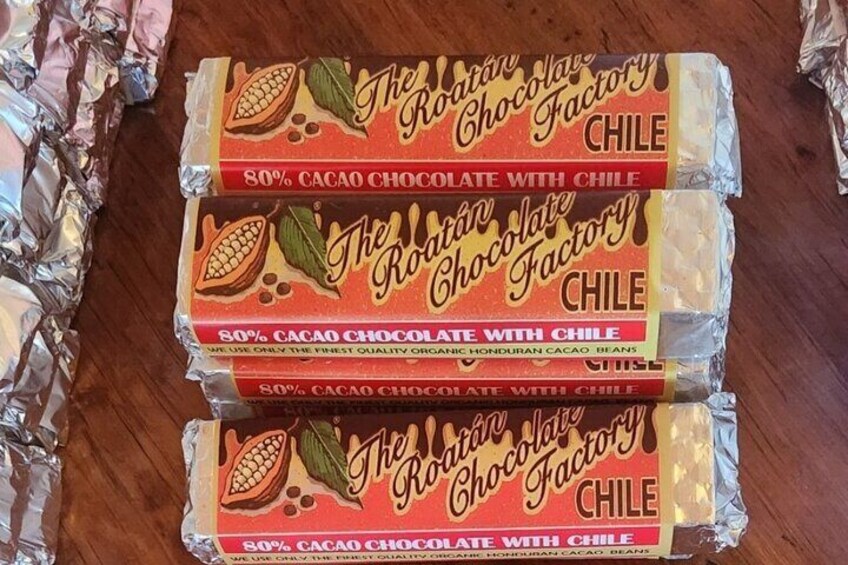 The
Roatán
Chocolate
Factory
CHILE
80% CACAO CHOCOLATE WITH CHILE
The
Roatán
Chocolate
Factory
CHILE
80% CACAO CHOCOLATE WITH CHILE
WE USE ONLY THE FINEST QUALITY ORGANIC HONDURAN CACAO BEANS
CHILE
80% CACAO CHOCOLATE WITH CHILE
The
Roatán
Chocolate
Factory
CHILE
80% CACAO CHOCOLATE WITH CHILE
WE USE ONLY THE FINEST QUALITY ORGANIC HONDURAN CACAO BEANS